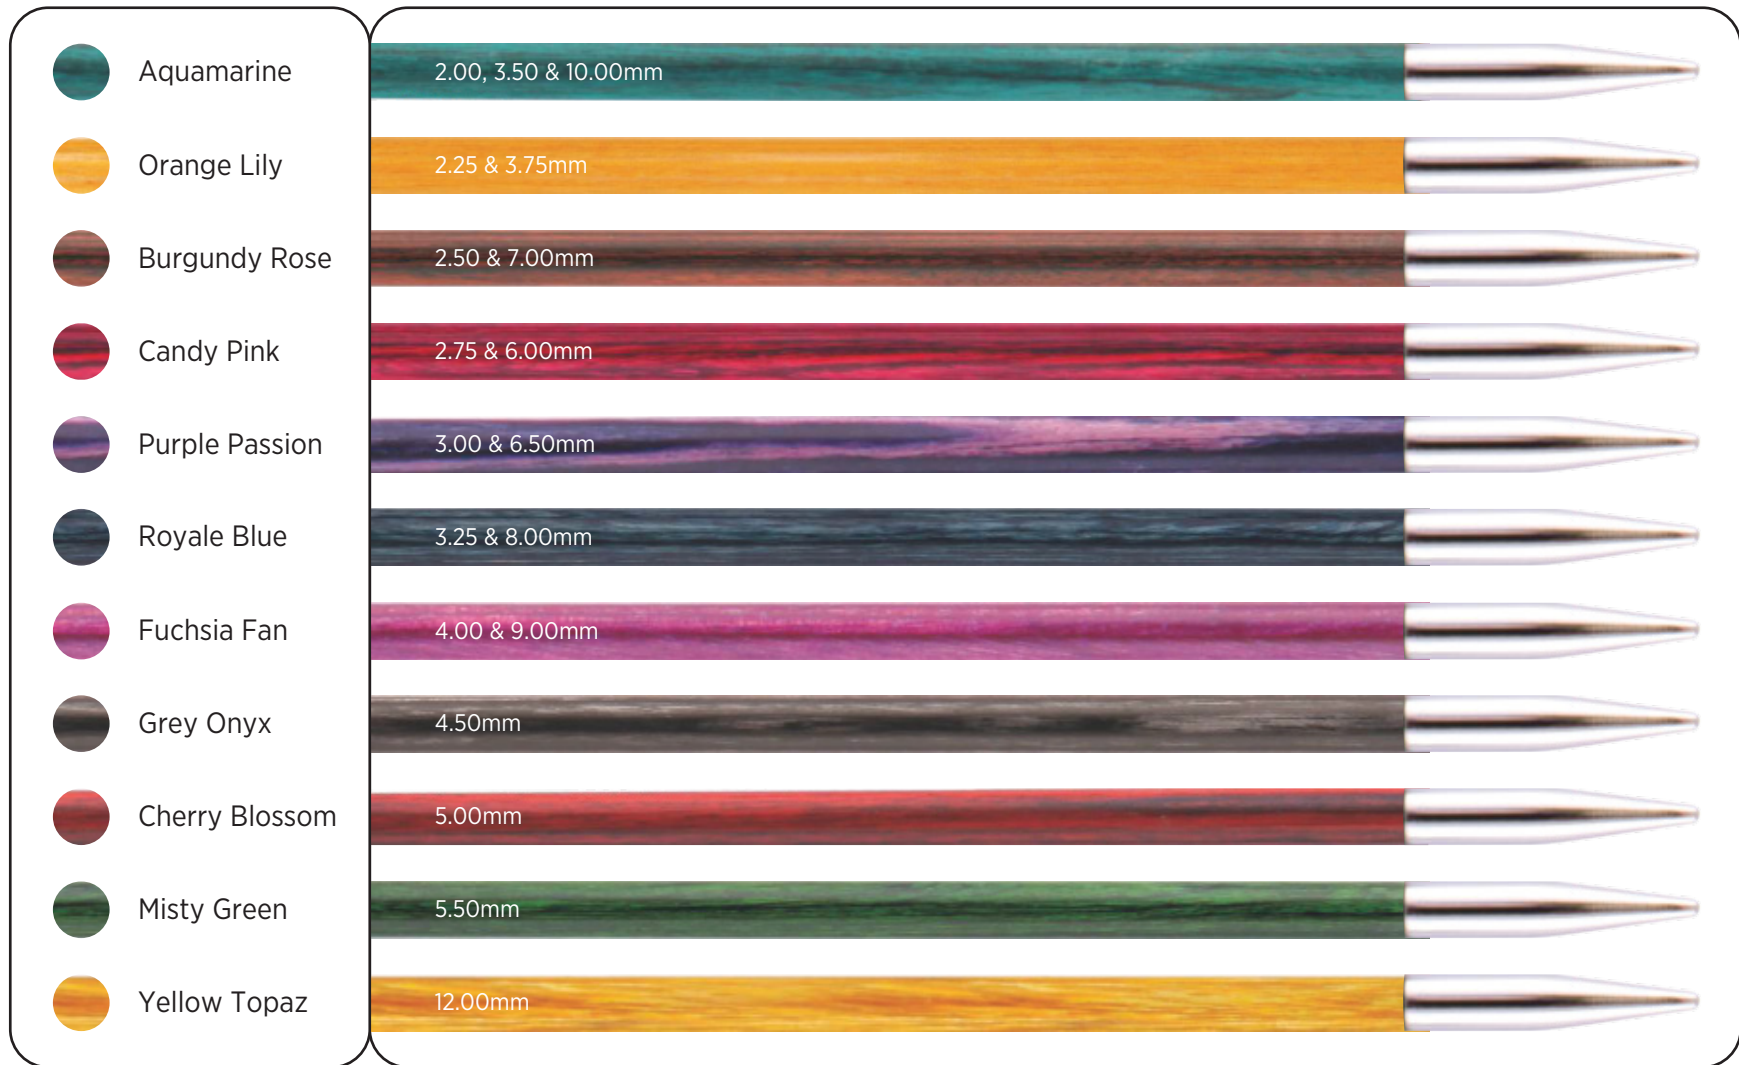 Aquamarine 2.00, 3.50 & 10.00mm
Orange Lily 2.25 & 3.75mm
Burgundy Rose 2.50 & 7.00mm
Candy Pink 2.75 & 6.00mm
Purple Passion 3.00 & 6.50mm
Royale Blue 3.25 & 8.00mm
Fuchsia Fan 4.00 & 9.00mm
Grey Onyx 4.50mm
Cherry Blossom 5.00mm
Misty Green 5.50mm
Yellow Topaz 12.00mm